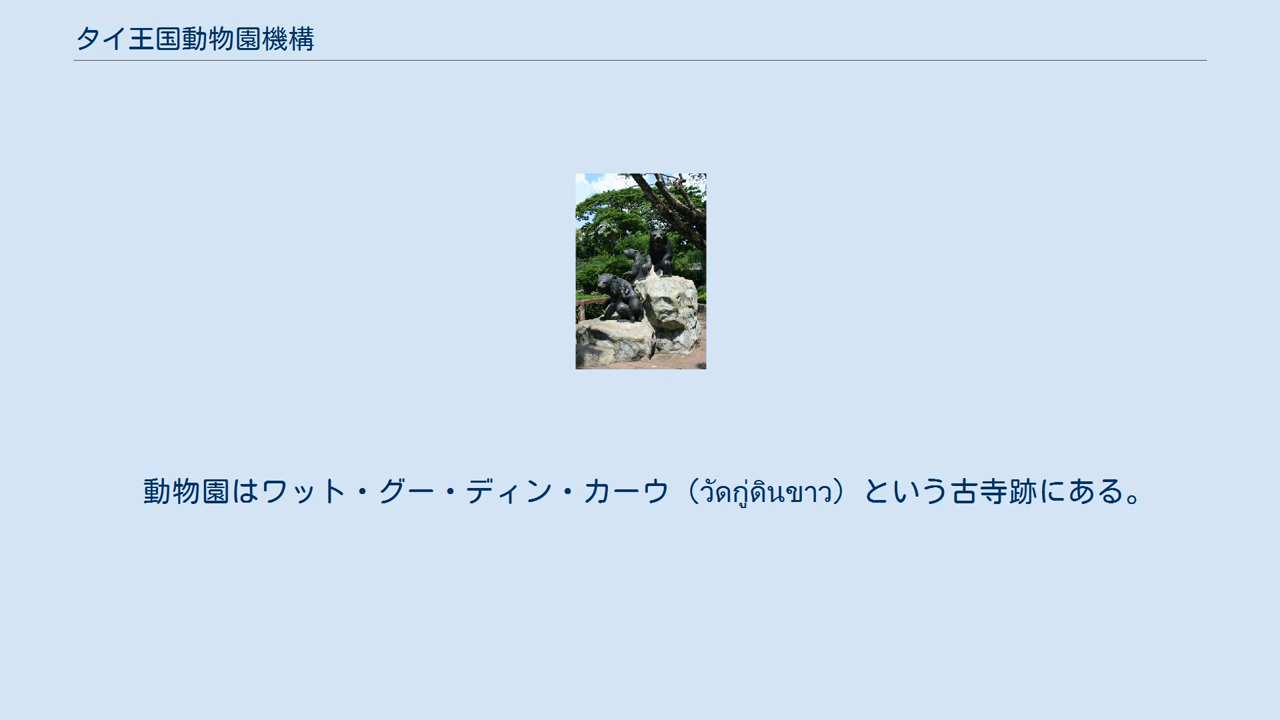 タイ王国動物園機構
動物園はワット・グー・ディン・カーウ（วัดกู่ดินขาว）という古寺跡にある。